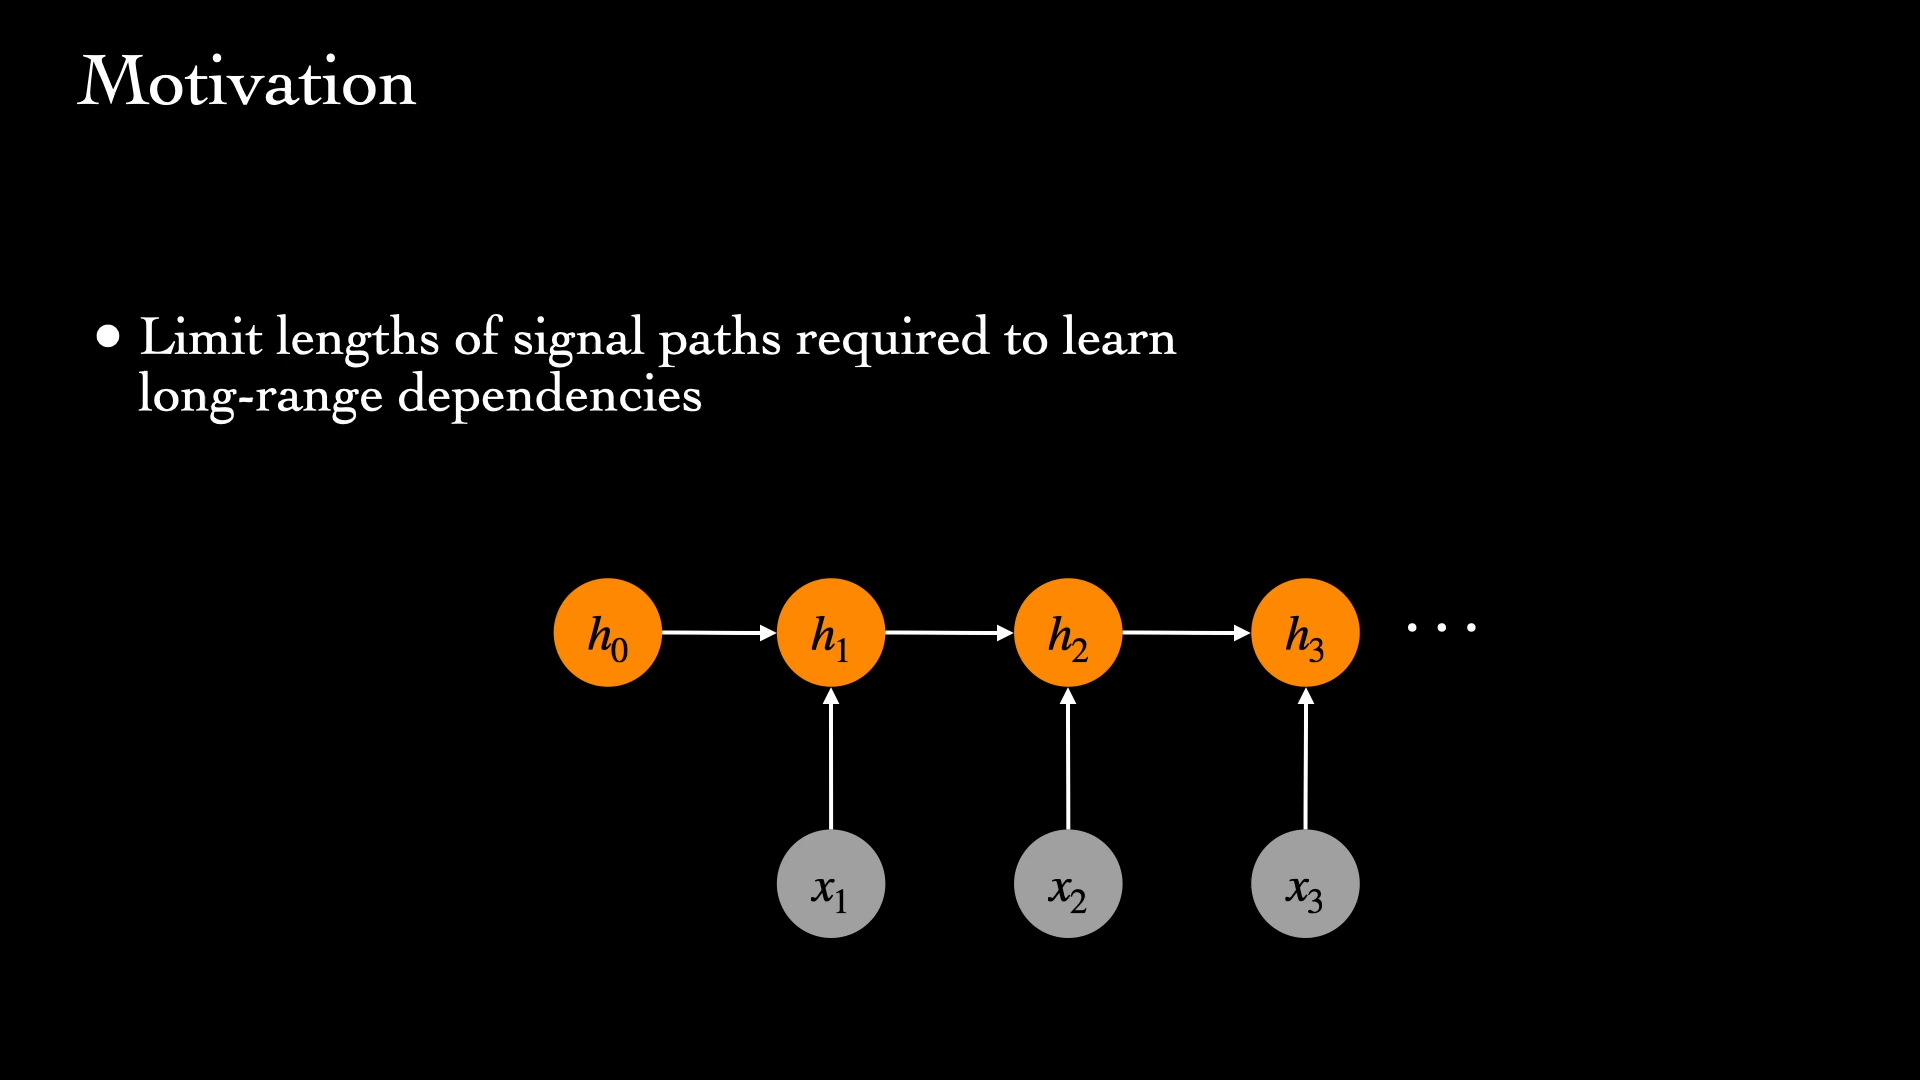 Motivation
• Limit lengths of signal paths required to learn
long-range dependencies
h₀ h₁ h₂ h₃ · · ·
x₁ x₂ x₃